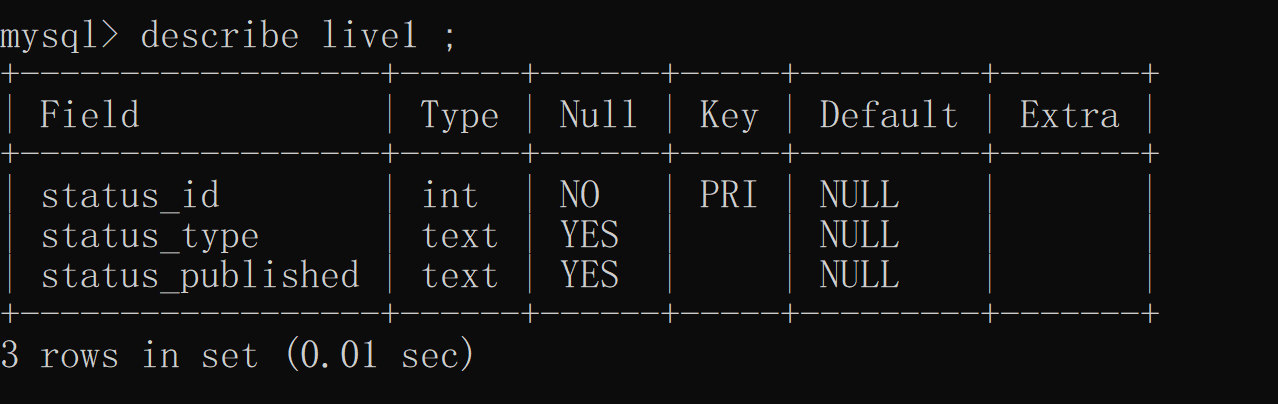 mysql> describe live1 ;
+------------------+------+------+-----+---------+-------+
| Field            | Type | Null | Key | Default | Extra |
+------------------+------+------+-----+---------+-------+
| status_id        | int  | NO   | PRI | NULL    |       |
| status_type      | text | YES  |     | NULL    |       |
| status_published | text | YES  |     | NULL    |       |
+------------------+------+------+-----+---------+-------+
3 rows in set (0.01 sec)